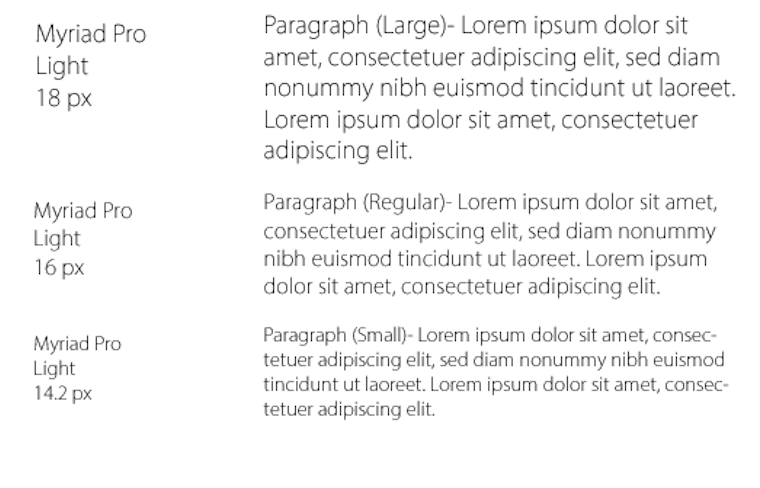 Myriad Pro
Light
18 px
Paragraph (Large)- Lorem ipsum dolor sit
amet, consectetuer adipiscing elit, sed diam
nonummy nibh euismod tincidunt ut laoreet.
Lorem ipsum dolor sit amet, consectetuer
adipiscing elit.
Myriad Pro
Light
16 px
Paragraph (Regular)- Lorem ipsum dolor sit amet,
consectetuer adipiscing elit, sed diam nonummy
nibh euismod tincidunt ut laoreet. Lorem ipsum
dolor sit amet, consectetuer adipiscing elit.
Myriad Pro
Light
14.2 px
Paragraph (Small)- Lorem ipsum dolor sit amet, consec-
tetuer adipiscing elit, sed diam nonummy nibh euismod
tincidunt ut laoreet. Lorem ipsum dolor sit amet, consec-
tetuer adipiscing elit.